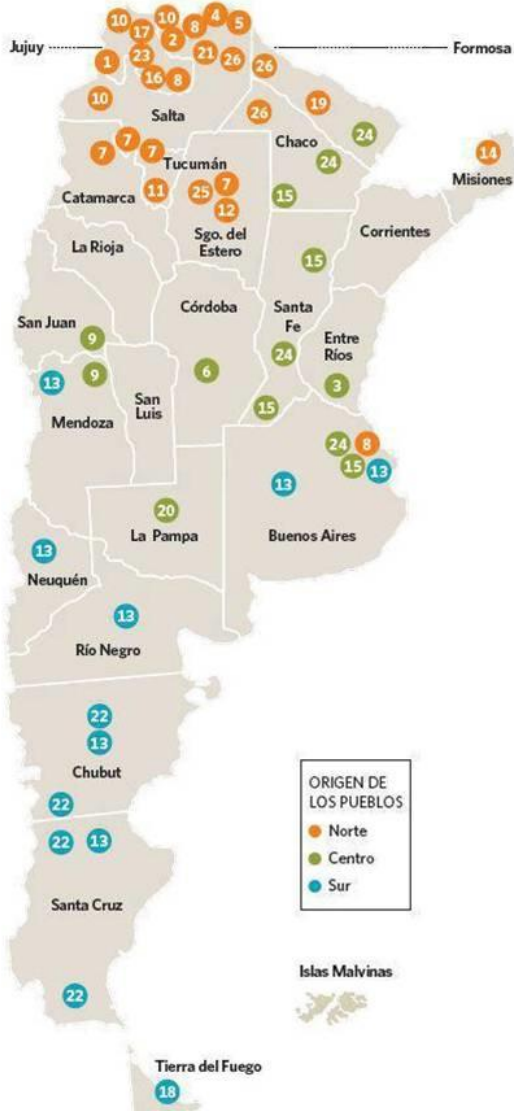 10
10
4
8
5
17
2
Jujuy
Formosa
23
21
1
26
26
16
8
10
19
Salta
26
24
Chaco
7
7
7
24
14
Tucumán
Misiones
11
25
7
15
Catamarca
12
Corrientes
Sgo. del
Estero
La Rioja
15
Córdoba
Santa
Fe
San Juan
9
Entre
Ríos
24
13
9
6
3
San
Luis
15
Mendoza
24
8
15
13
13
20
La Pampa
Buenos Aires
13
Neuquén
13
Río Negro
22
13
Chubut
ORIGEN DE
LOS PUEBLOS
Norte
Centro
Sur
22
22
13
Santa Cruz
Islas Malvinas
22
Tierra del Fuego
18